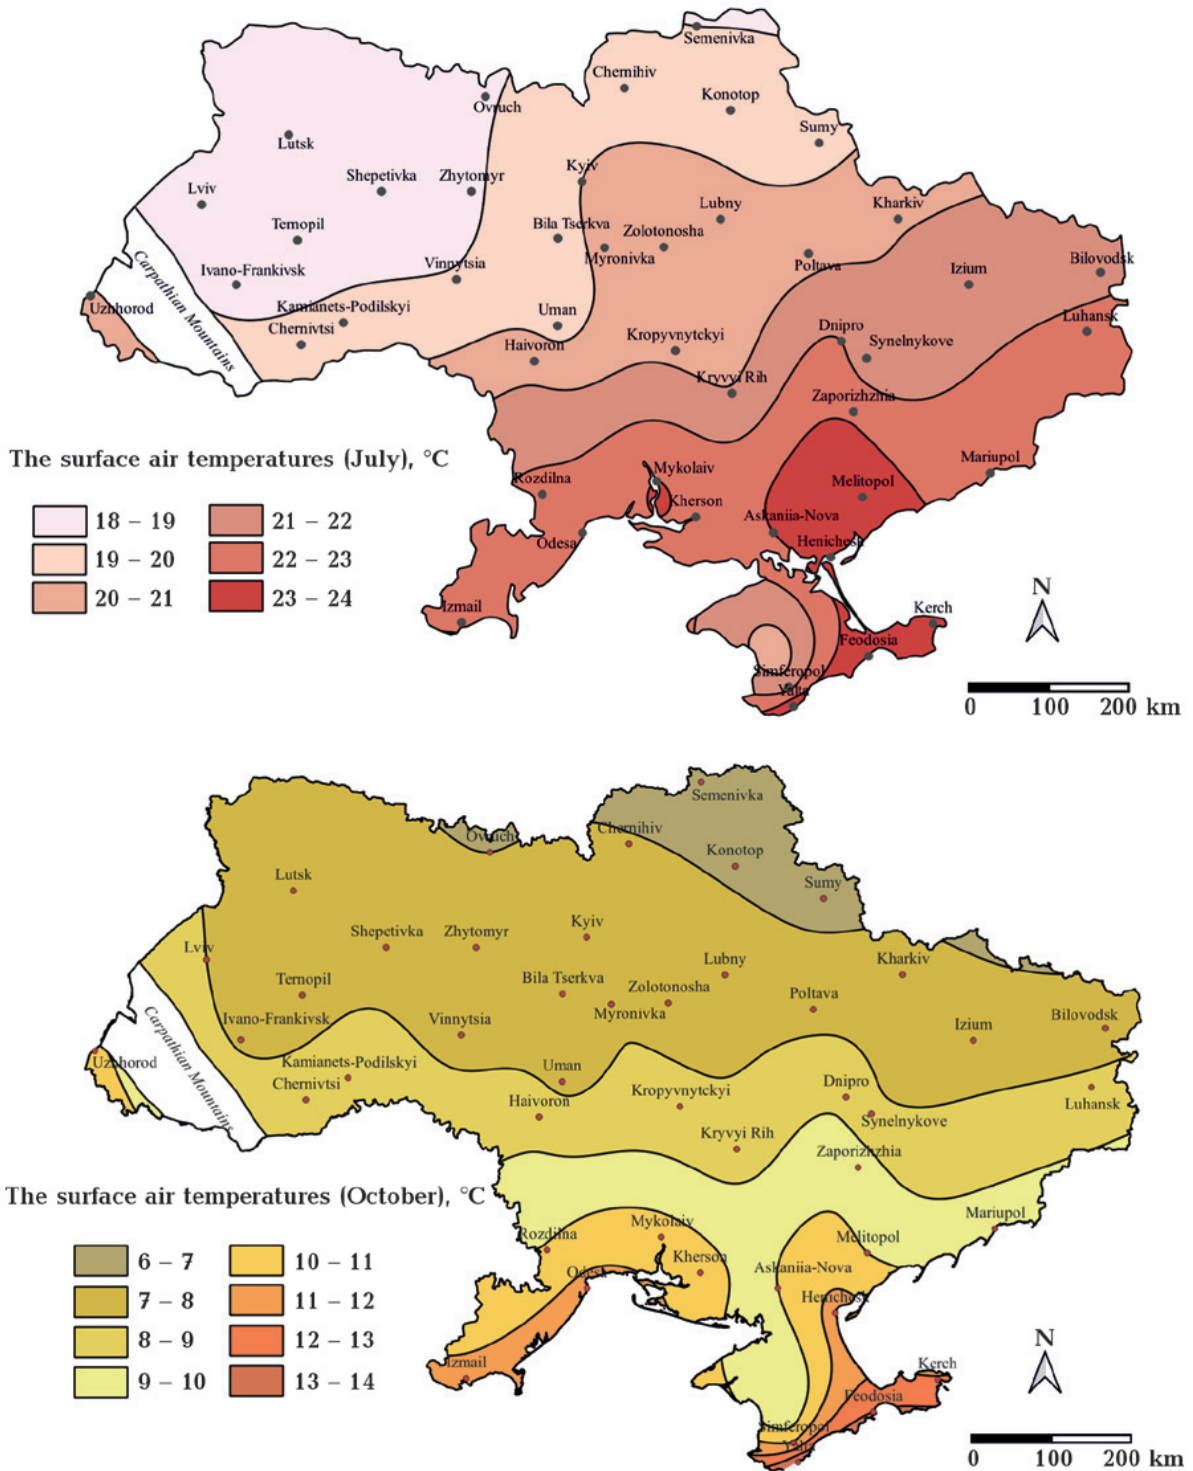 Semenivka
Chernihiv
Konotop
Ovruch
Sumy
Lutsk
Kyiv
Shepetivka
Zhytomyr
Lviv
Lubny
Kharkiv
Ternopil
Bila Tserkva
Zolotonosha
Myronivka
Poltava
Bilovodsk
Izium
Vinnytsia
Ivano-Frankivsk
Carpathian Mountains
Uzhhorod
Kamianets-Podilskyi
Chernivtsi
Uman
Luhansk
Dnipro
Kropyvnytckyi
Synelnykove
Haivoron
Kryvyi Rih
Zaporizhzhia
The surface air temperatures (July), °C
Mariupol
Mykolaiv
Rozdilna
Melitopol
Kherson
Askaniia-Nova
18 – 19
21 – 22
Odesa
Henichesk
19 – 20
22 – 23
20 – 21
23 – 24
N
Izmail
Kerch
Feodosia
Simferopol
Yalta
0 100 200 km
Semenivka
Chernihiv
Ovruch
Konotop
Lutsk
Sumy
Kyiv
Shepetivka
Zhytomyr
Lviv
Lubny
Kharkiv
Ternopil
Bila Tserkva
Zolotonosha
Poltava
Myronivka
Bilovodsk
Ivano-Frankivsk
Vinnytsia
Izium
Carpathian Mountains
Uzhhorod
Kamianets-Podilskyi
Uman
Chernivtsi
Dnipro
Kropyvnytckyi
Haivoron
Luhansk
Synelnykove
Kryvyi Rih
Zaporizhzhia
The surface air temperatures (October), °C
Mariupol
Mykolaiv
Rozdilna
Melitopol
Kherson
6 – 7
10 – 11
Odesa
Askaniia-Nova
7 – 8
11 – 12
Henichesk
8 – 9
12 – 13
N
Izmail
Kerch
9 – 10
13 – 14
Feodosia
Simferopol
Yalta
0 100 200 km